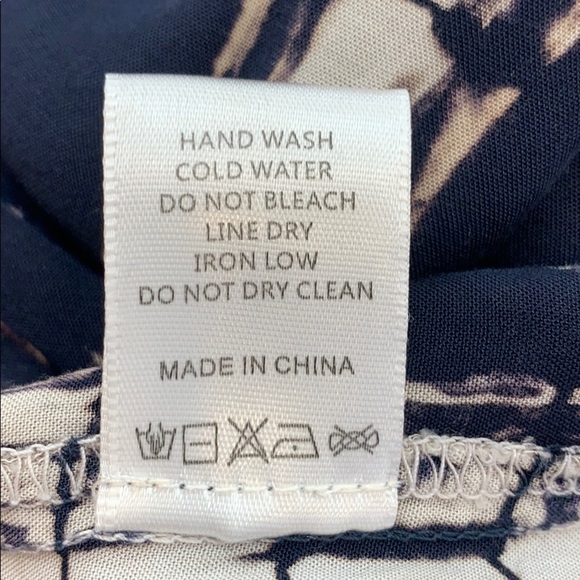 HAND WASH
COLD WATER
DO NOT BLEACH
LINE DRY
IRON LOW
DO NOT DRY CLEAN
MADE IN CHINA